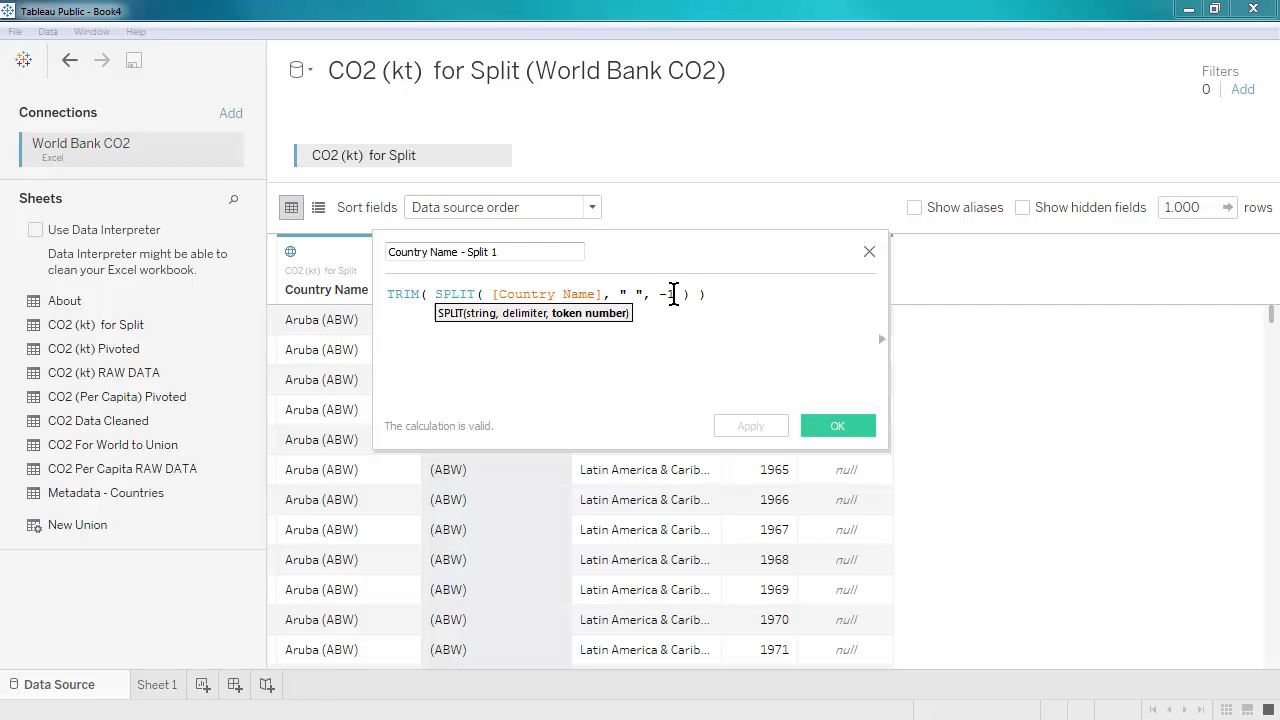 Tableau Public - Book4
File Data Window Help
CO2 (kt) for Split (World Bank CO2)
Filters
0 Add
Connections Add
World Bank CO2
Excel
CO2 (kt) for Split
Sheets
Use Data Interpreter
Data Interpreter might be able to
clean your Excel workbook.
About
CO2 (kt) for Split
CO2 (kt) Pivoted
CO2 (kt) RAW DATA
CO2 (Per Capita) Pivoted
CO2 Data Cleaned
CO2 For World to Union
CO2 Per Capita RAW DATA
Metadata - Countries
New Union
Sort fields Data source order Show aliases Show hidden fields 1.000 rows
CO2 (kt) for Split
Country Name
Country Name - Split 1
TRIM( SPLIT( [Country Name], " ", -1 ) )
SPLIT(string, delimiter, token number)
The calculation is valid. Apply OK
Aruba (ABW)
Aruba (ABW)
Aruba (ABW)
Aruba (ABW)
Aruba (ABW)
Aruba (ABW) (ABW) Latin America & Carib... 1965 null
Aruba (ABW) (ABW) Latin America & Carib... 1966 null
Aruba (ABW) (ABW) Latin America & Carib... 1967 null
Aruba (ABW) (ABW) Latin America & Carib... 1968 null
Aruba (ABW) (ABW) Latin America & Carib... 1969 null
Aruba (ABW) (ABW) Latin America & Carib... 1970 null
Aruba (ABW) (ABW) Latin America & Carib... 1971 null
Data Source Sheet 1